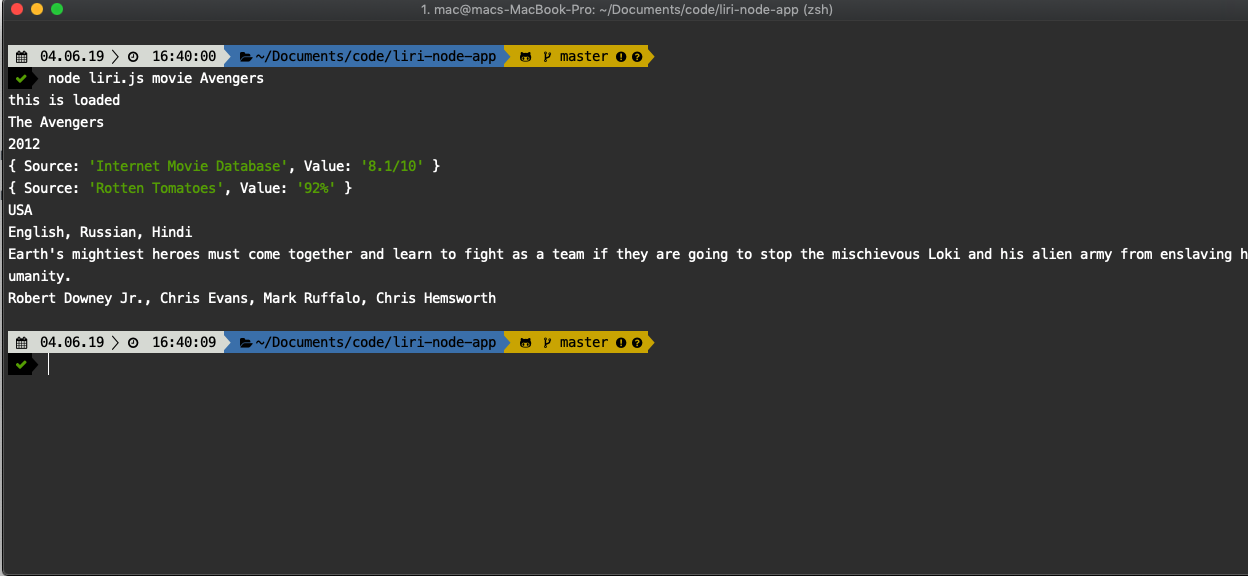 1. mac@macs-MacBook-Pro: ~/Documents/code/liri-node-app (zsh)
04.06.19 16:40:00 ~/Documents/code/liri-node-app master
node liri.js movie Avengers
this is loaded
The Avengers
2012
{ Source: 'Internet Movie Database', Value: '8.1/10' }
{ Source: 'Rotten Tomatoes', Value: '92%' }
USA
English, Russian, Hindi
Earth's mightiest heroes must come together and learn to fight as a team if they are going to stop the mischievous Loki and his alien army from enslaving h
umanity.
Robert Downey Jr., Chris Evans, Mark Ruffalo, Chris Hemsworth
04.06.19 16:40:09 ~/Documents/code/liri-node-app master